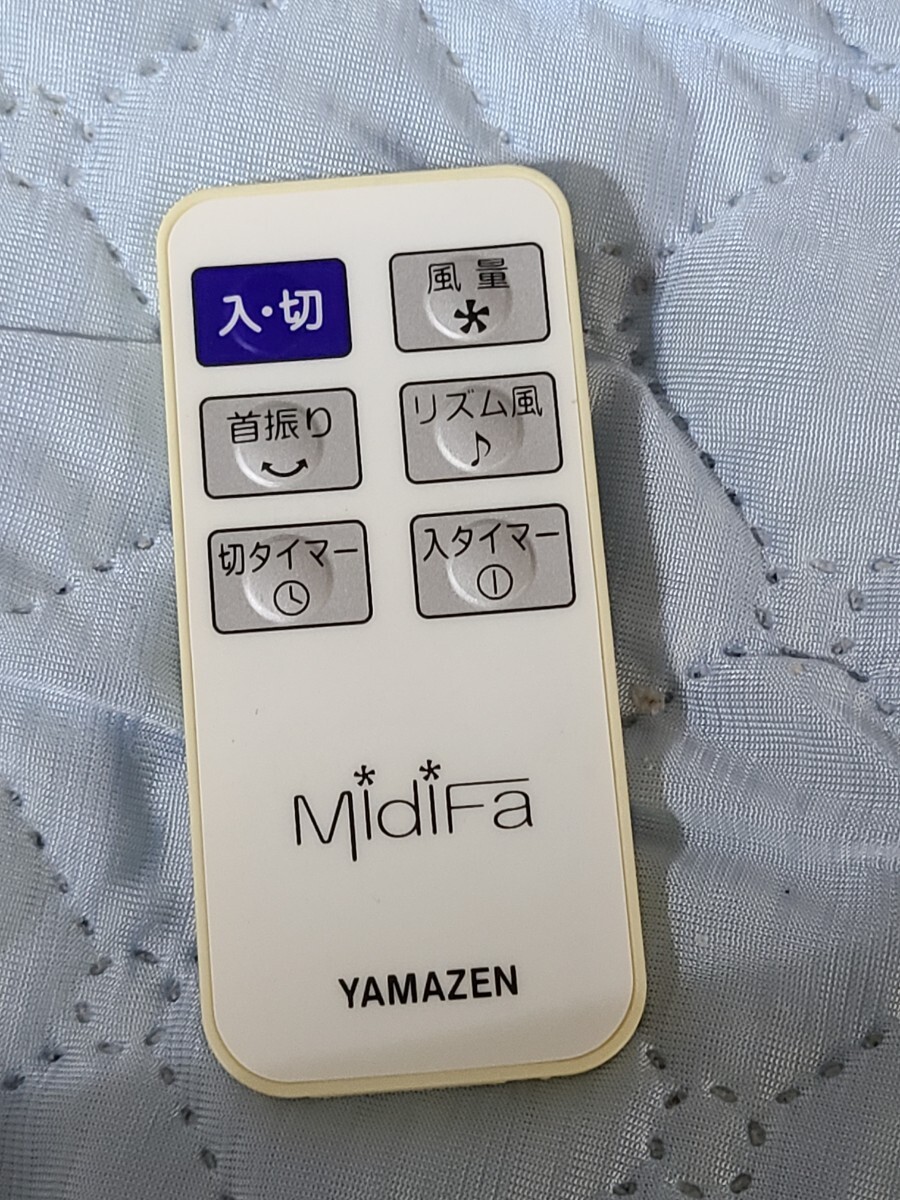 入・切
風量
首振り
リズム風
切タイマー
入タイマー
MidiFa
YAMAZEN